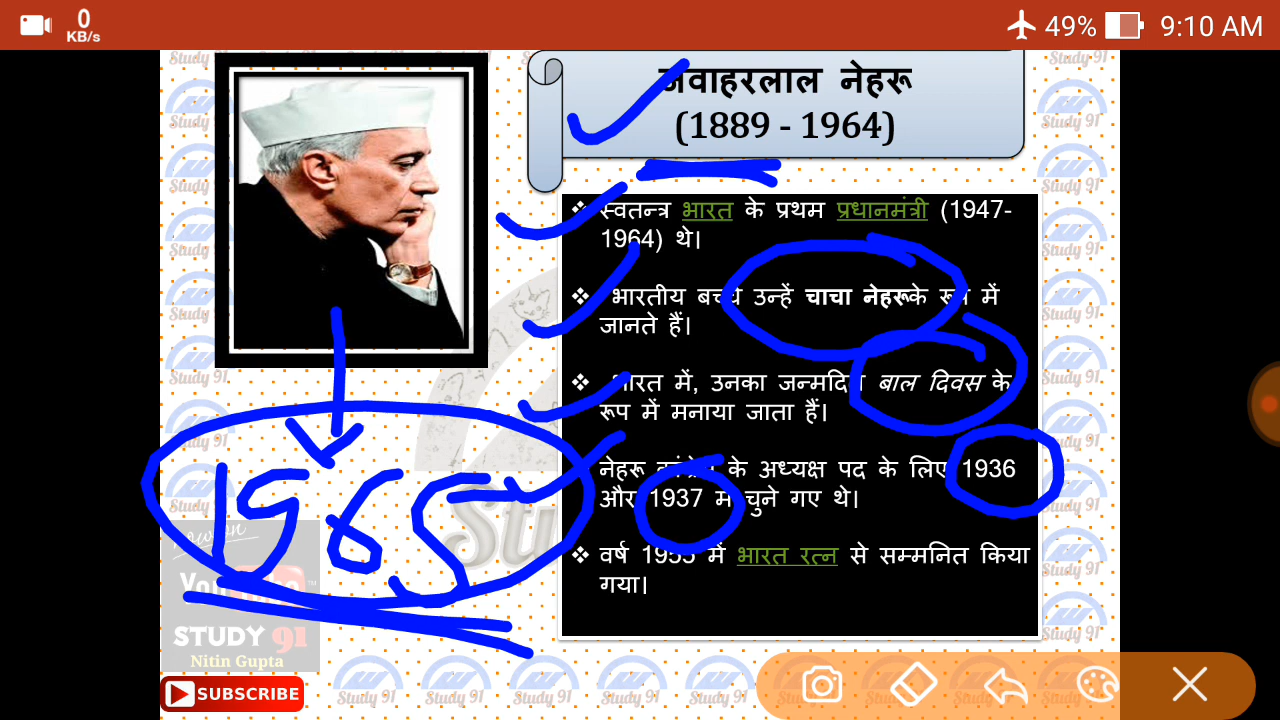 0
KB/s
49%
9:10 AM
जवाहरलाल नेहरू
(1889 - 1964)
❖ स्वतन्त्र भारत के प्रथम प्रधानमंत्री (1947-
1964) थे।
❖ भारतीय बच्चे उन्हें चाचा नेहरूके रूप में
जानते हैं।
❖ भारत में, उनका जन्मदिन बाल दिवस के
रूप में मनाया जाता हैं।
नेहरू कांग्रेस के अध्यक्ष पद के लिए 1936
और 1937 में चुने गए थे।
❖ वर्ष 1955 में भारत रत्न से सम्मनित किया
गया।
YouTube
STUDY 91
Nitin Gupta
SUBSCRIBE
Study 91